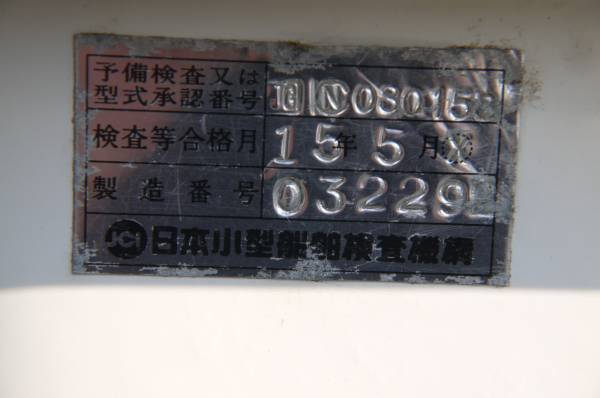 予備検査又は
型式承認番号 N080153
検査等合格月 15年5月
製造番号 032292
JCI 日本小型船舶検査機構